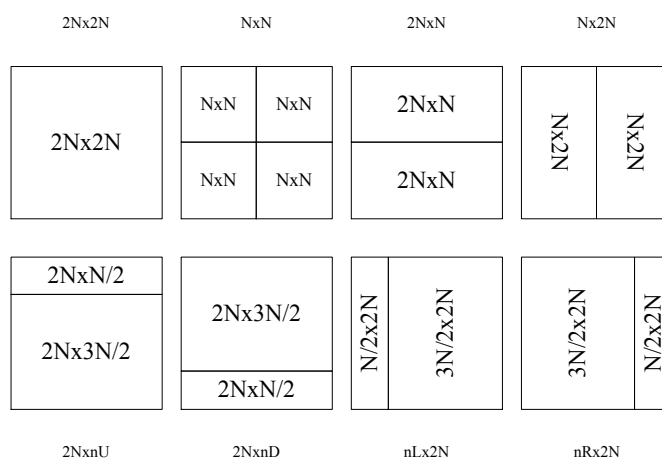 2Nx2N
NxN
2NxN
Nx2N
2Nx2N
NxN
NxN
NxN
NxN
2NxN
2NxN
Nx2N
Nx2N
2NxN/2
2Nx3N/2
2Nx3N/2
2NxN/2
N/2x2N
3N/2x2N
3N/2x2N
N/2x2N
2NxnU
2NxnD
nLx2N
nRx2N